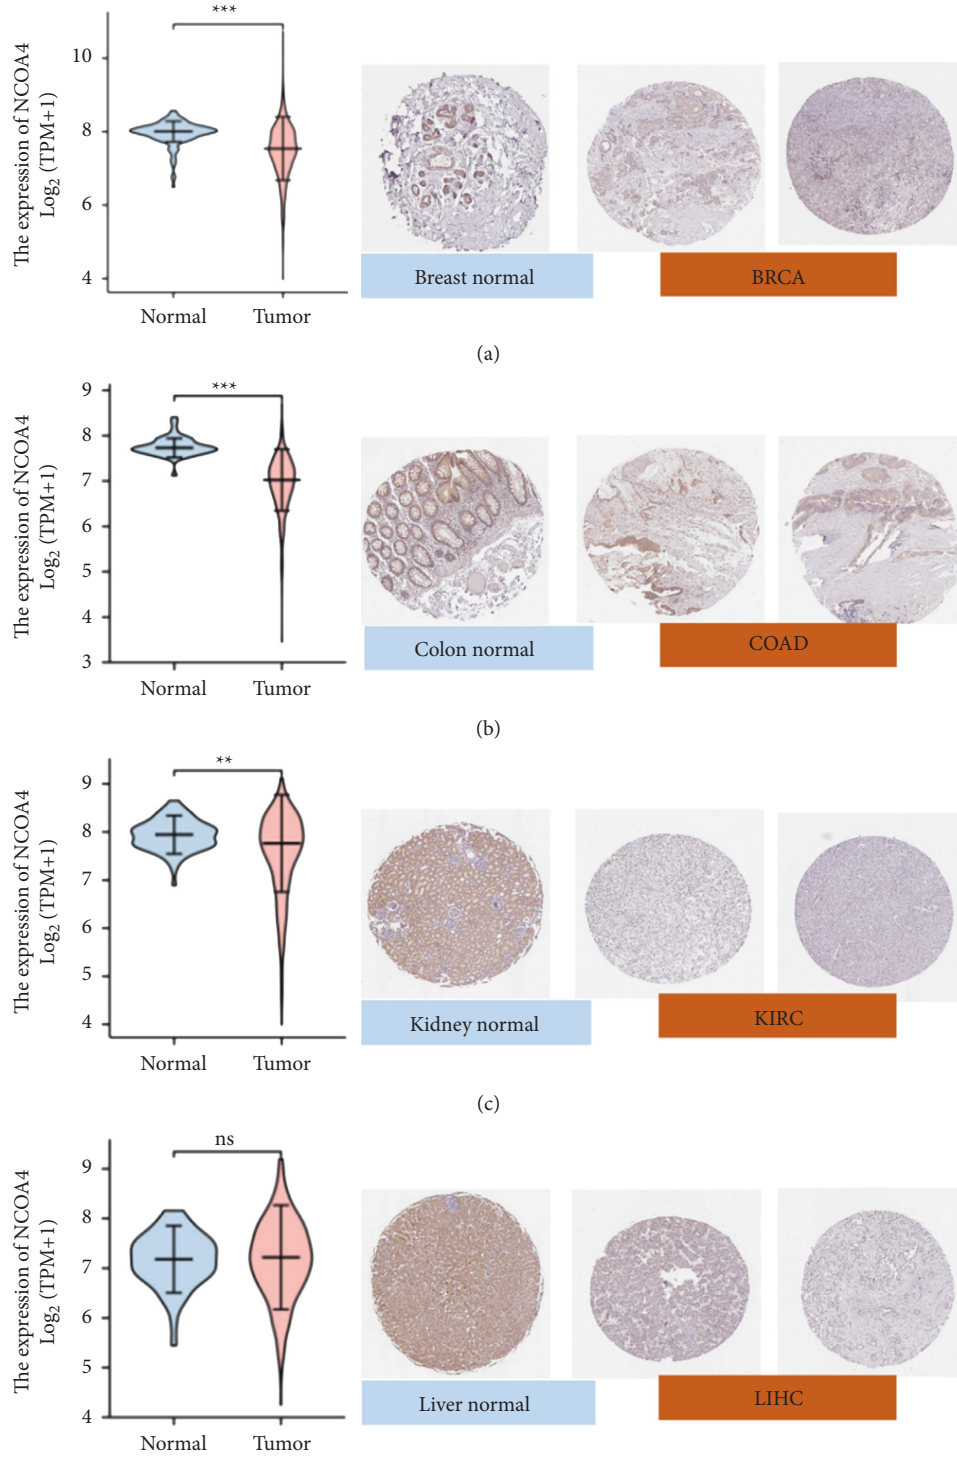 The expression of NCOA4
Log2 (TPM+1)
***
10
8
6
4
Normal
Tumor
Breast normal
BRCA
(a)
The expression of NCOA4
Log2 (TPM+1)
***
9
8
7
6
5
4
3
Normal
Tumor
Colon normal
COAD
(b)
The expression of NCOA4
Log2 (TPM+1)
**
9
8
7
6
5
4
Normal
Tumor
Kidney normal
KIRC
(c)
The expression of NCOA4
Log2 (TPM+1)
ns
9
8
7
6
5
4
Normal
Tumor
Liver normal
LIHC